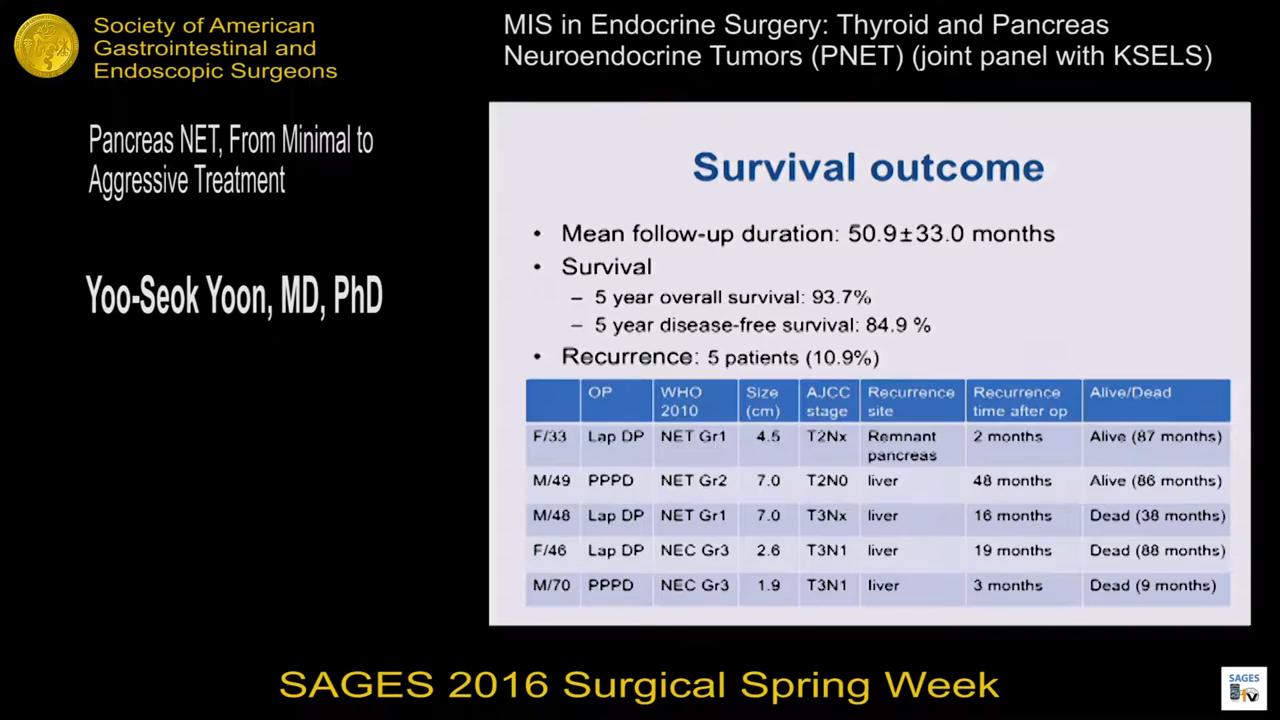 Society of American
Gastrointestinal and
Endoscopic Surgeons
MIS in Endocrine Surgery: Thyroid and Pancreas
Neuroendocrine Tumors (PNET) (joint panel with KSELS)
Pancreas NET, From Minimal to
Aggressive Treatment
Yoo-Seok Yoon, MD, PhD
Survival outcome
• Mean follow-up duration: 50.9±33.0 months
• Survival
– 5 year overall survival: 93.7%
– 5 year disease-free survival: 84.9 %
• Recurrence: 5 patients (10.9%)
OP WHO 2010 Size (cm) AJCC stage Recurrence site Recurrence time after op Alive/Dead
F/33 Lap DP NET Gr1 4.5 T2Nx Remnant pancreas 2 months Alive (87 months)
M/49 PPPD NET Gr2 7.0 T2N0 liver 48 months Alive (86 months)
M/48 Lap DP NET Gr1 7.0 T3Nx liver 16 months Dead (38 months)
F/46 Lap DP NEC Gr3 2.6 T3N1 liver 19 months Dead (88 months)
M/70 PPPD NEC Gr3 1.9 T3N1 liver 3 months Dead (9 months)
SAGES 2016 Surgical Spring Week
SAGES
tv